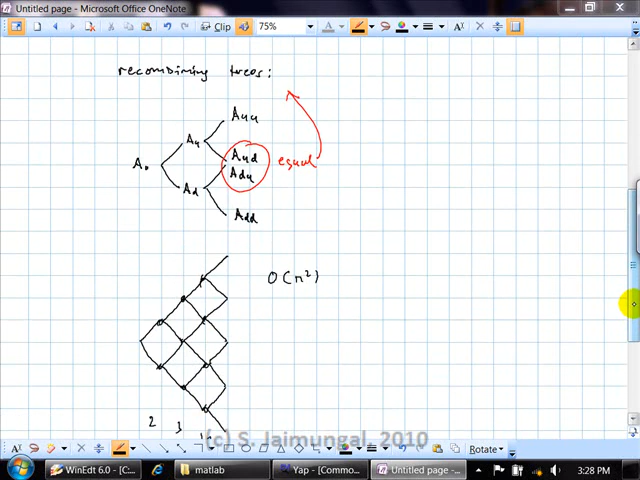 Untitled page - Microsoft Office OneNote
Clip
75%
recombining trees:
Auu
Au
Aud
equal
A0
Adu
Ad
Add
O(n²)
2 3 4
(c) S. Jaimungal, 2010
Rotate
WinEdt 6.0 - [C...
matlab
Yap - [Commo...
Untitled page - ...
3:28 PM